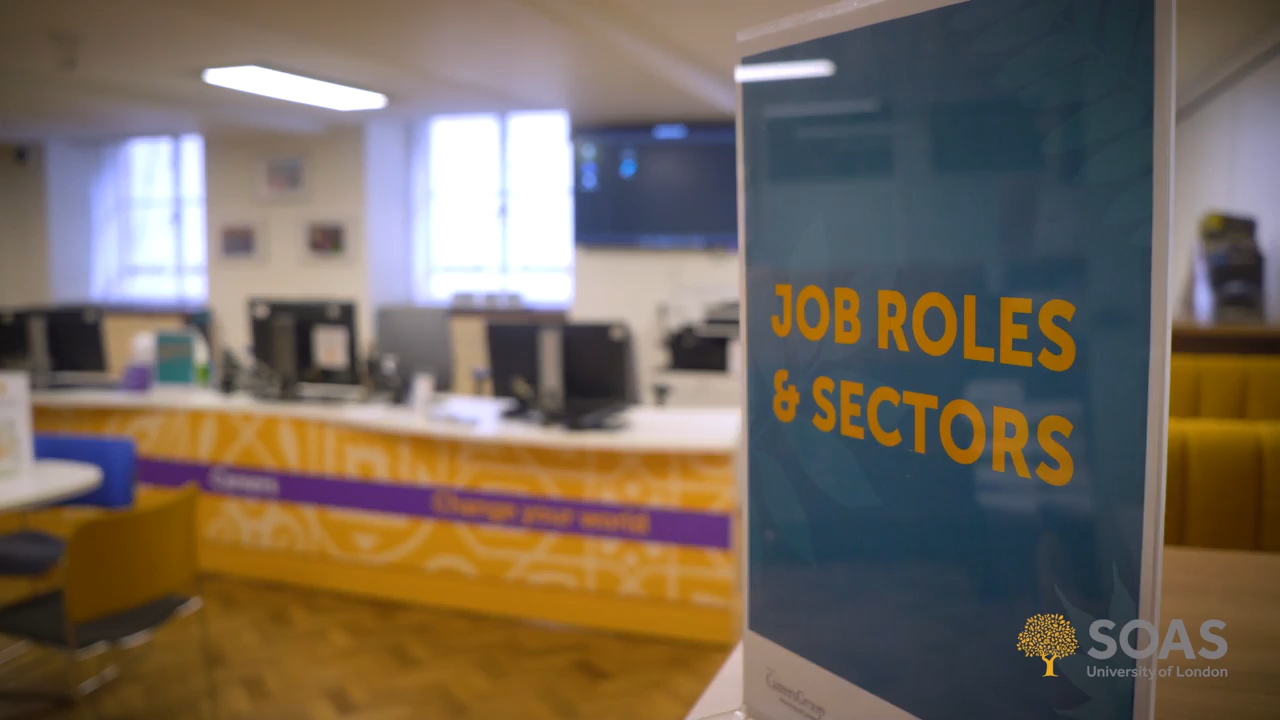 JOB ROLES
& SECTORS
Careers
Change your world
SOAS
University of London